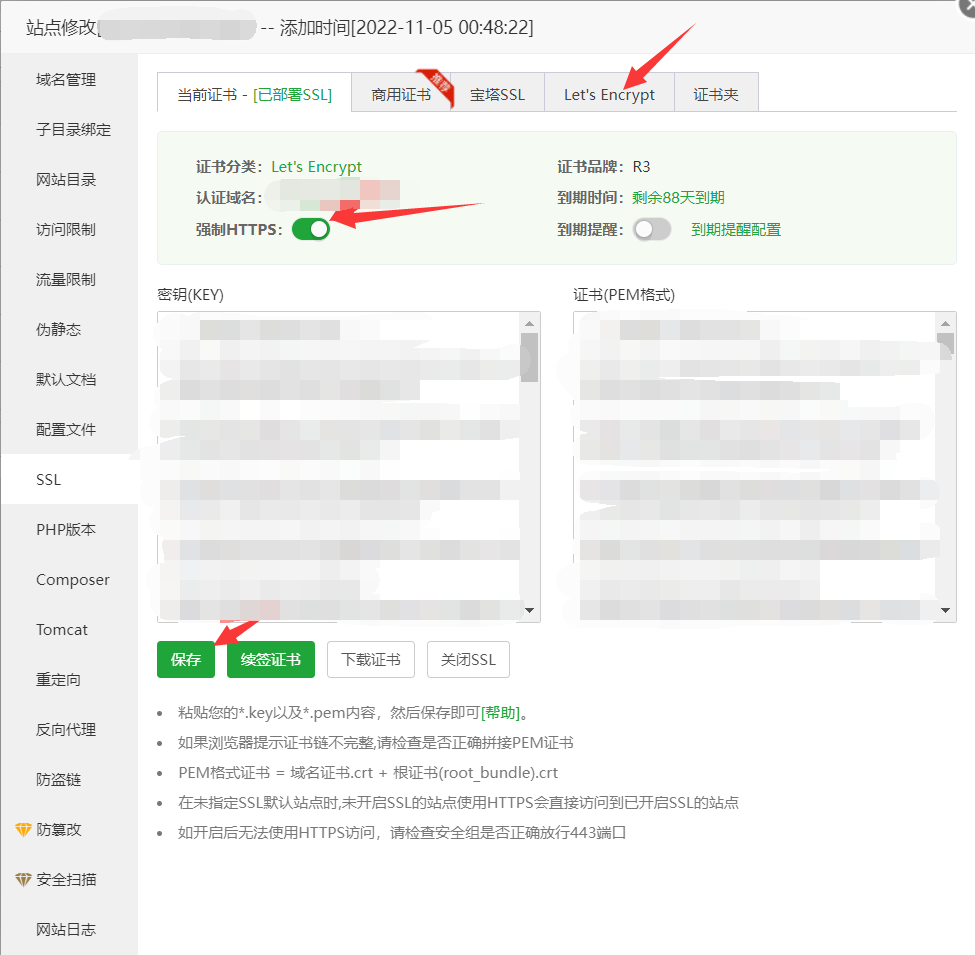 站点修改[ -- 添加时间[2022-11-05 00:48:22]
域名管理
子目录绑定
网站目录
访问限制
流量限制
伪静态
默认文档
配置文件
SSL
PHP版本
Composer
Tomcat
重定向
反向代理
防盗链
防篡改
安全扫描
网站日志
当前证书 - [已部署SSL] 商用证书 推荐 宝塔SSL Let's Encrypt 证书夹
证书分类： Let's Encrypt 证书品牌： R3
认证域名： 到期时间： 剩余88天到期
强制HTTPS： 到期提醒： 到期提醒配置
密钥(KEY) 证书(PEM格式)
保存 续签证书 下载证书 关闭SSL
粘贴您的*.key以及*.pem内容，然后保存即可[帮助]。
如果浏览器提示证书链不完整,请检查是否正确拼接PEM证书
PEM格式证书 = 域名证书.crt + 根证书(root_bundle).crt
在未指定SSL默认站点时,未开启SSL的站点使用HTTPS会直接访问到已开启SSL的站点
如开启后无法使用HTTPS访问，请检查安全组是否正确放行443端口